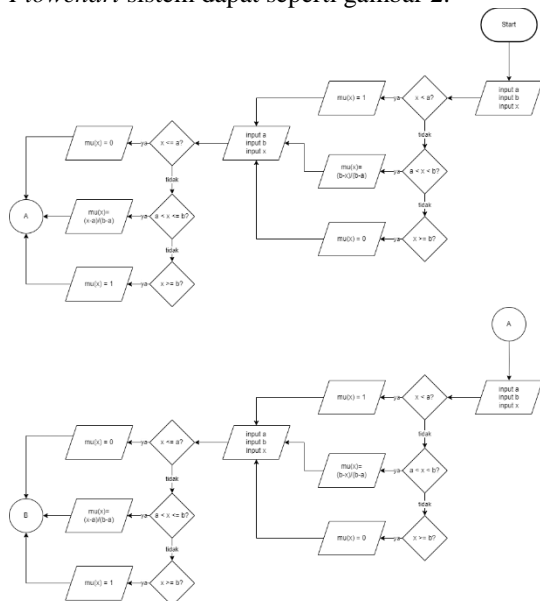 Flowchart sistem dapat seperti gambar 2.
Start
input a
input b
input x
x < a?
ya
mu(x) = 1
tidak
a < x < b?
ya
mu(x)=
(b-x)/(b-a)
tidak
x >= b?
ya
mu(x) = 0
input a
input b
input x
x <= a?
ya
mu(x) = 0
tidak
a < x <= b?
ya
mu(x)=
(x-a)/(b-a)
tidak
x >= b?
ya
mu(x) = 1
A
A
input a
input b
input x
x < a?
ya
mu(x) = 1
tidak
a < x < b?
ya
mu(x)=
(b-x)/(b-a)
tidak
x >= b?
ya
mu(x) = 0
input a
input b
input x
x <= a?
ya
mu(x) = 0
tidak
a < x <= b?
ya
mu(x)=
(x-a)/(b-a)
tidak
x >= b?
ya
mu(x) = 1
B